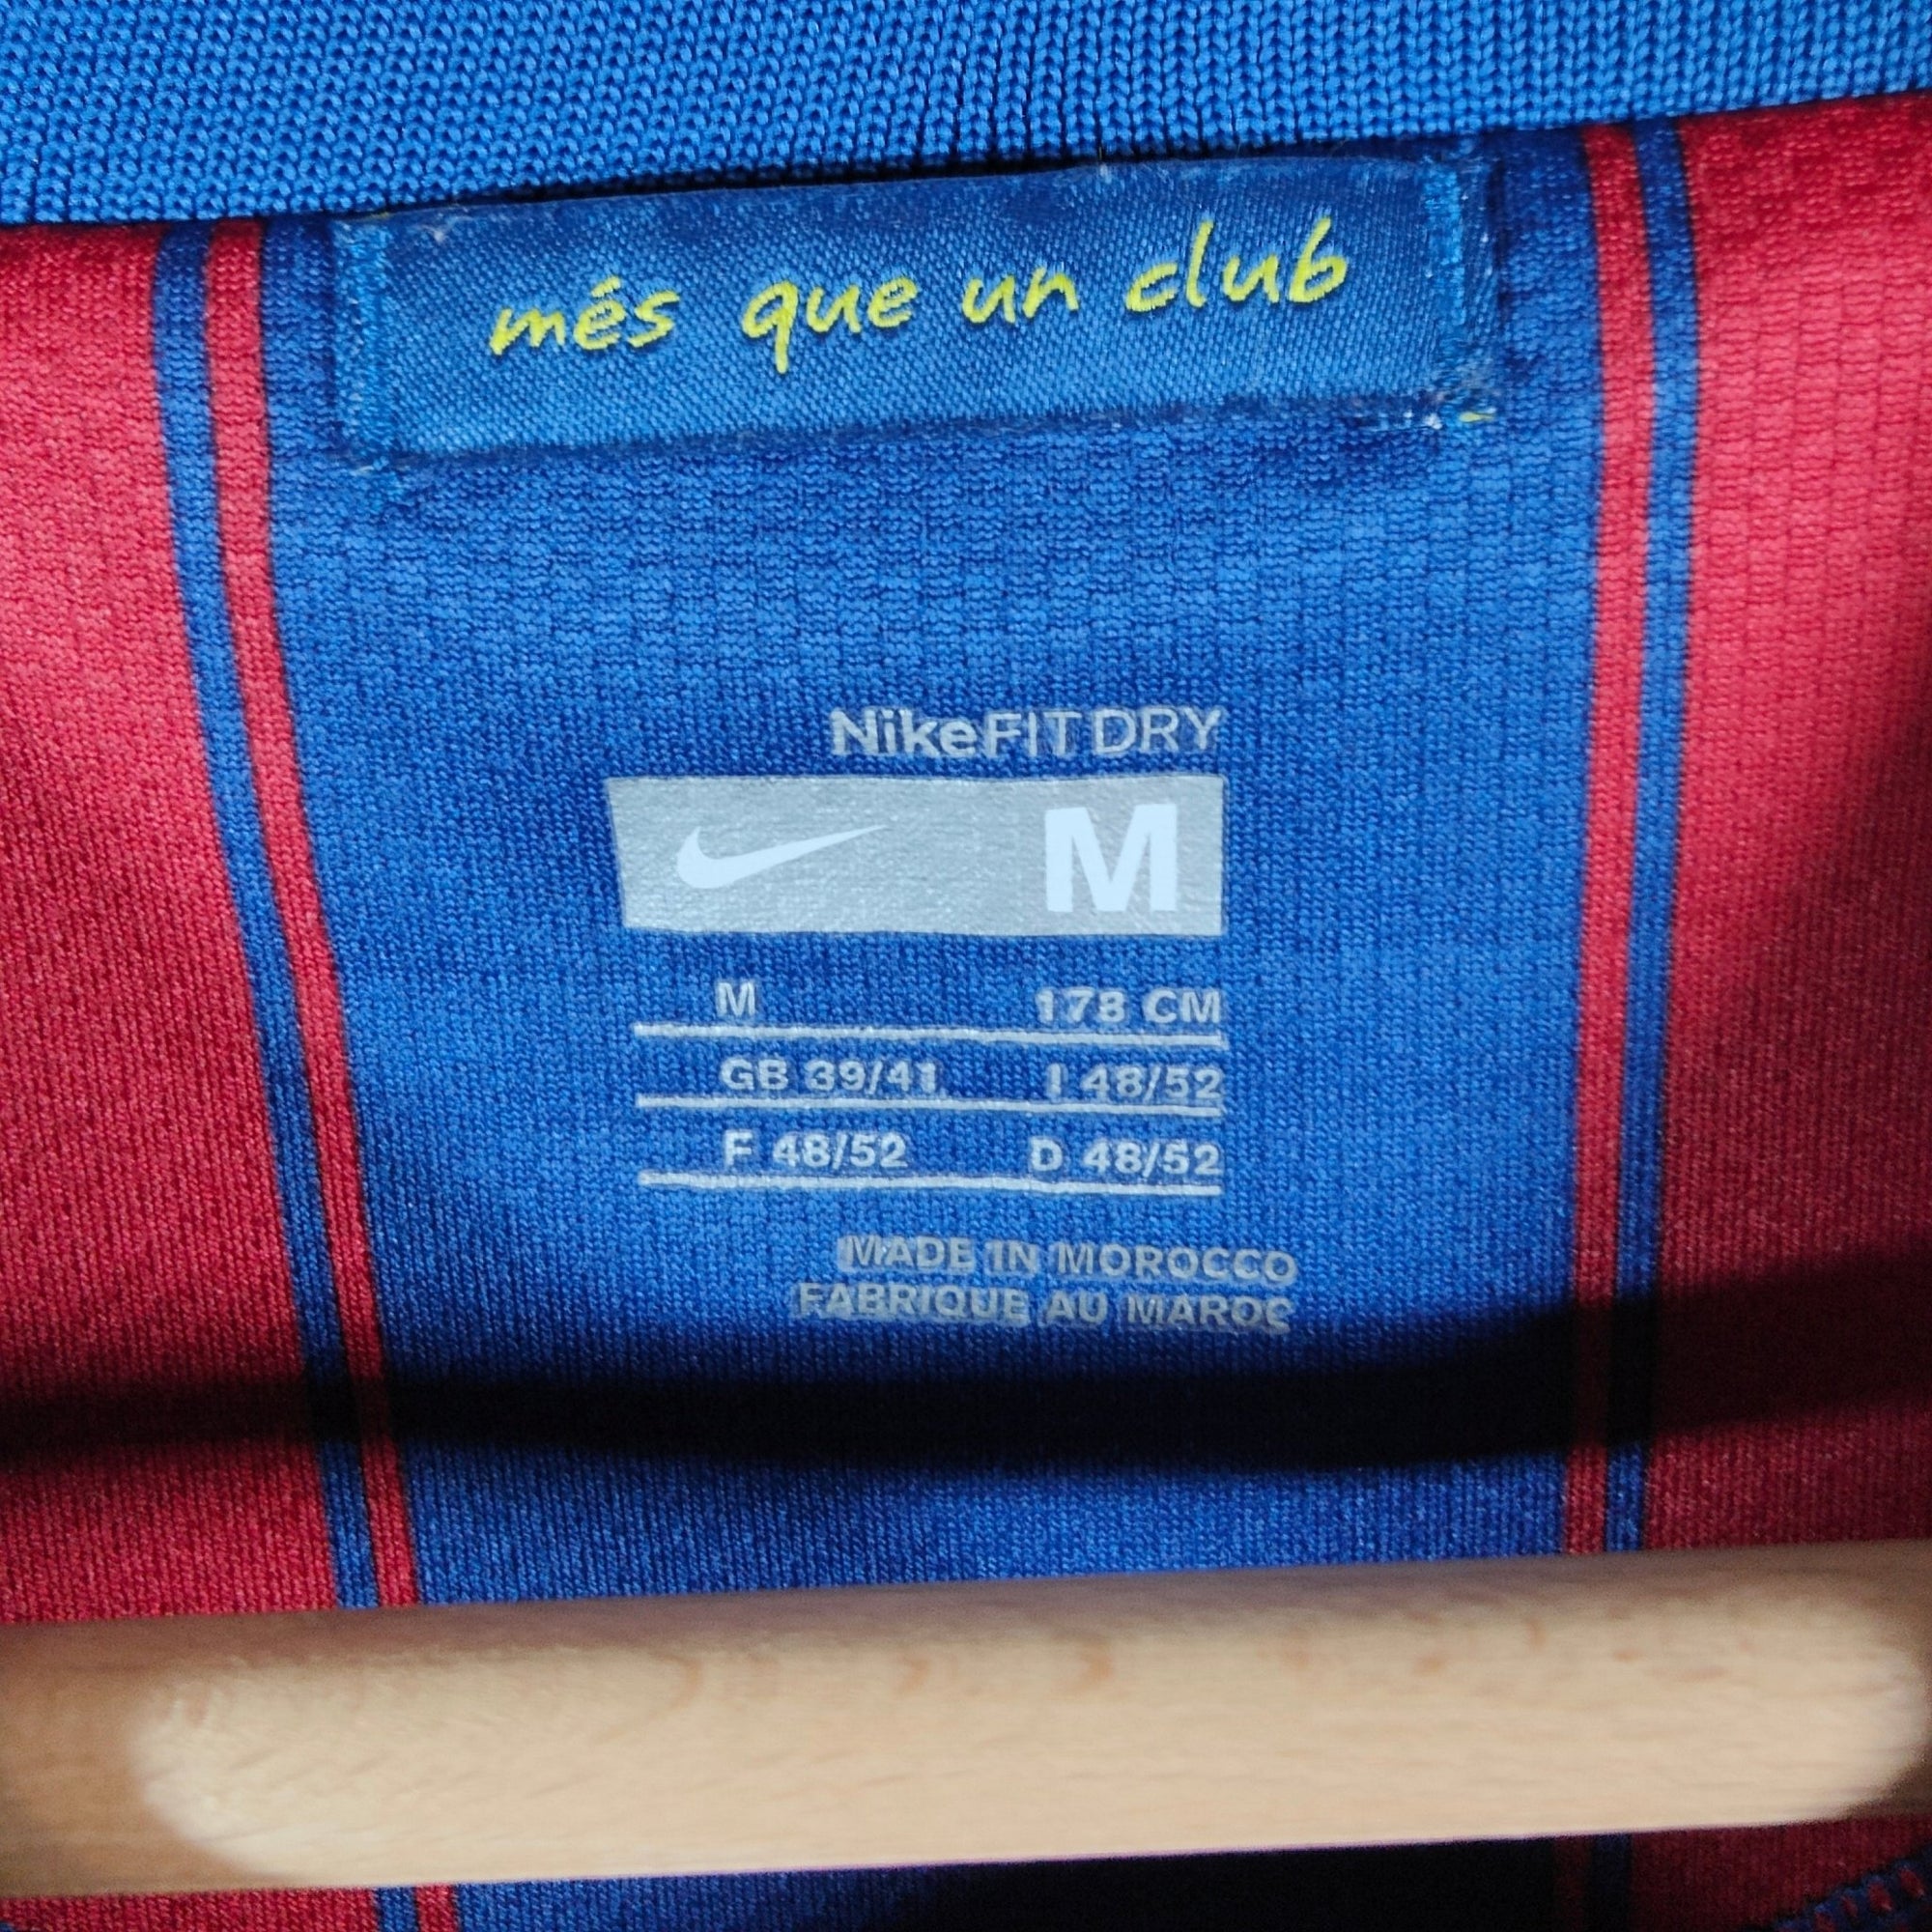 més que un club
NikeFIT DRY
M
M 178 CM
GB 39/41 I 48/52
F 48/52 D 48/52
MADE IN MOROCCO
FABRIQUE AU MAROC